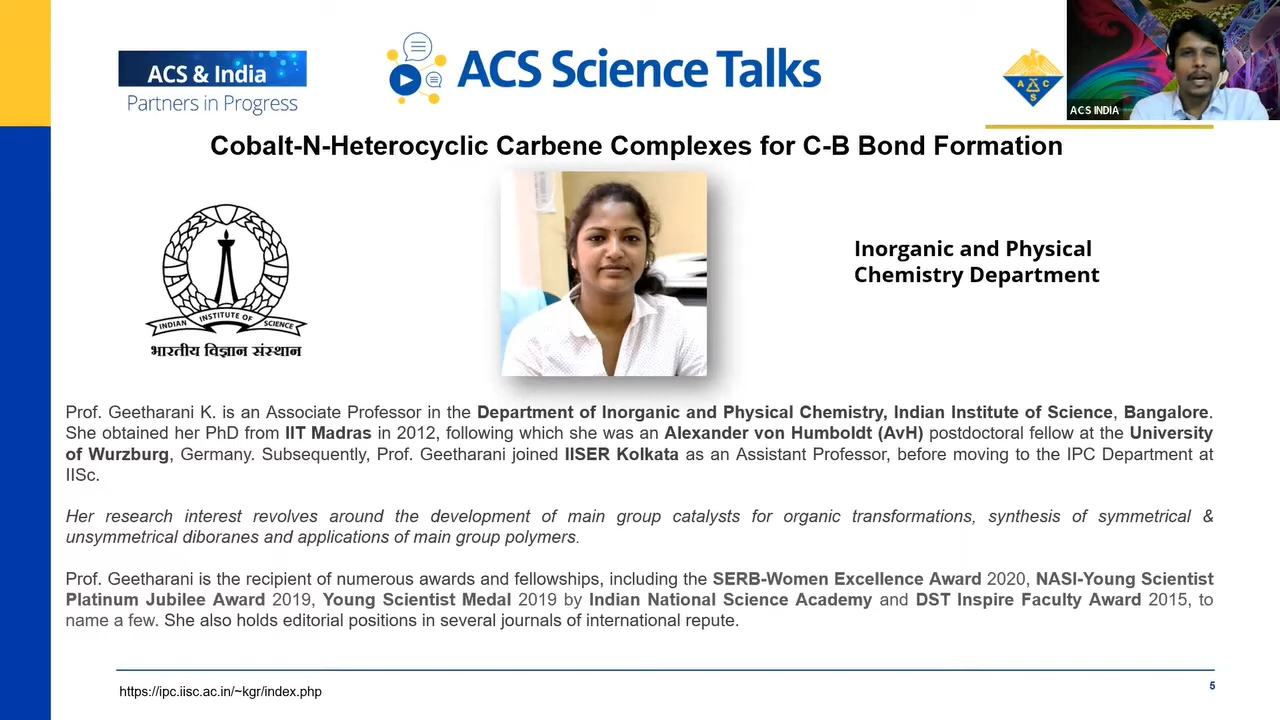 ACS & India
Partners in Progress
ACS Science Talks
A C S
ACS INDIA
Cobalt-N-Heterocyclic Carbene Complexes for C-B Bond Formation
INDIAN INSTITUTE OF SCIENCE
भारतीय विज्ञान संस्थान
Inorganic and Physical
Chemistry Department
Prof. Geetharani K. is an Associate Professor in the Department of Inorganic and Physical Chemistry, Indian Institute of Science, Bangalore.
She obtained her PhD from IIT Madras in 2012, following which she was an Alexander von Humboldt (AvH) postdoctoral fellow at the University
of Wurzburg, Germany. Subsequently, Prof. Geetharani joined IISER Kolkata as an Assistant Professor, before moving to the IPC Department at
IISc.
Her research interest revolves around the development of main group catalysts for organic transformations, synthesis of symmetrical &
unsymmetrical diboranes and applications of main group polymers.
Prof. Geetharani is the recipient of numerous awards and fellowships, including the SERB-Women Excellence Award 2020, NASI-Young Scientist
Platinum Jubilee Award 2019, Young Scientist Medal 2019 by Indian National Science Academy and DST Inspire Faculty Award 2015, to
name a few. She also holds editorial positions in several journals of international repute.
https://ipc.iisc.ac.in/~kgr/index.php
5